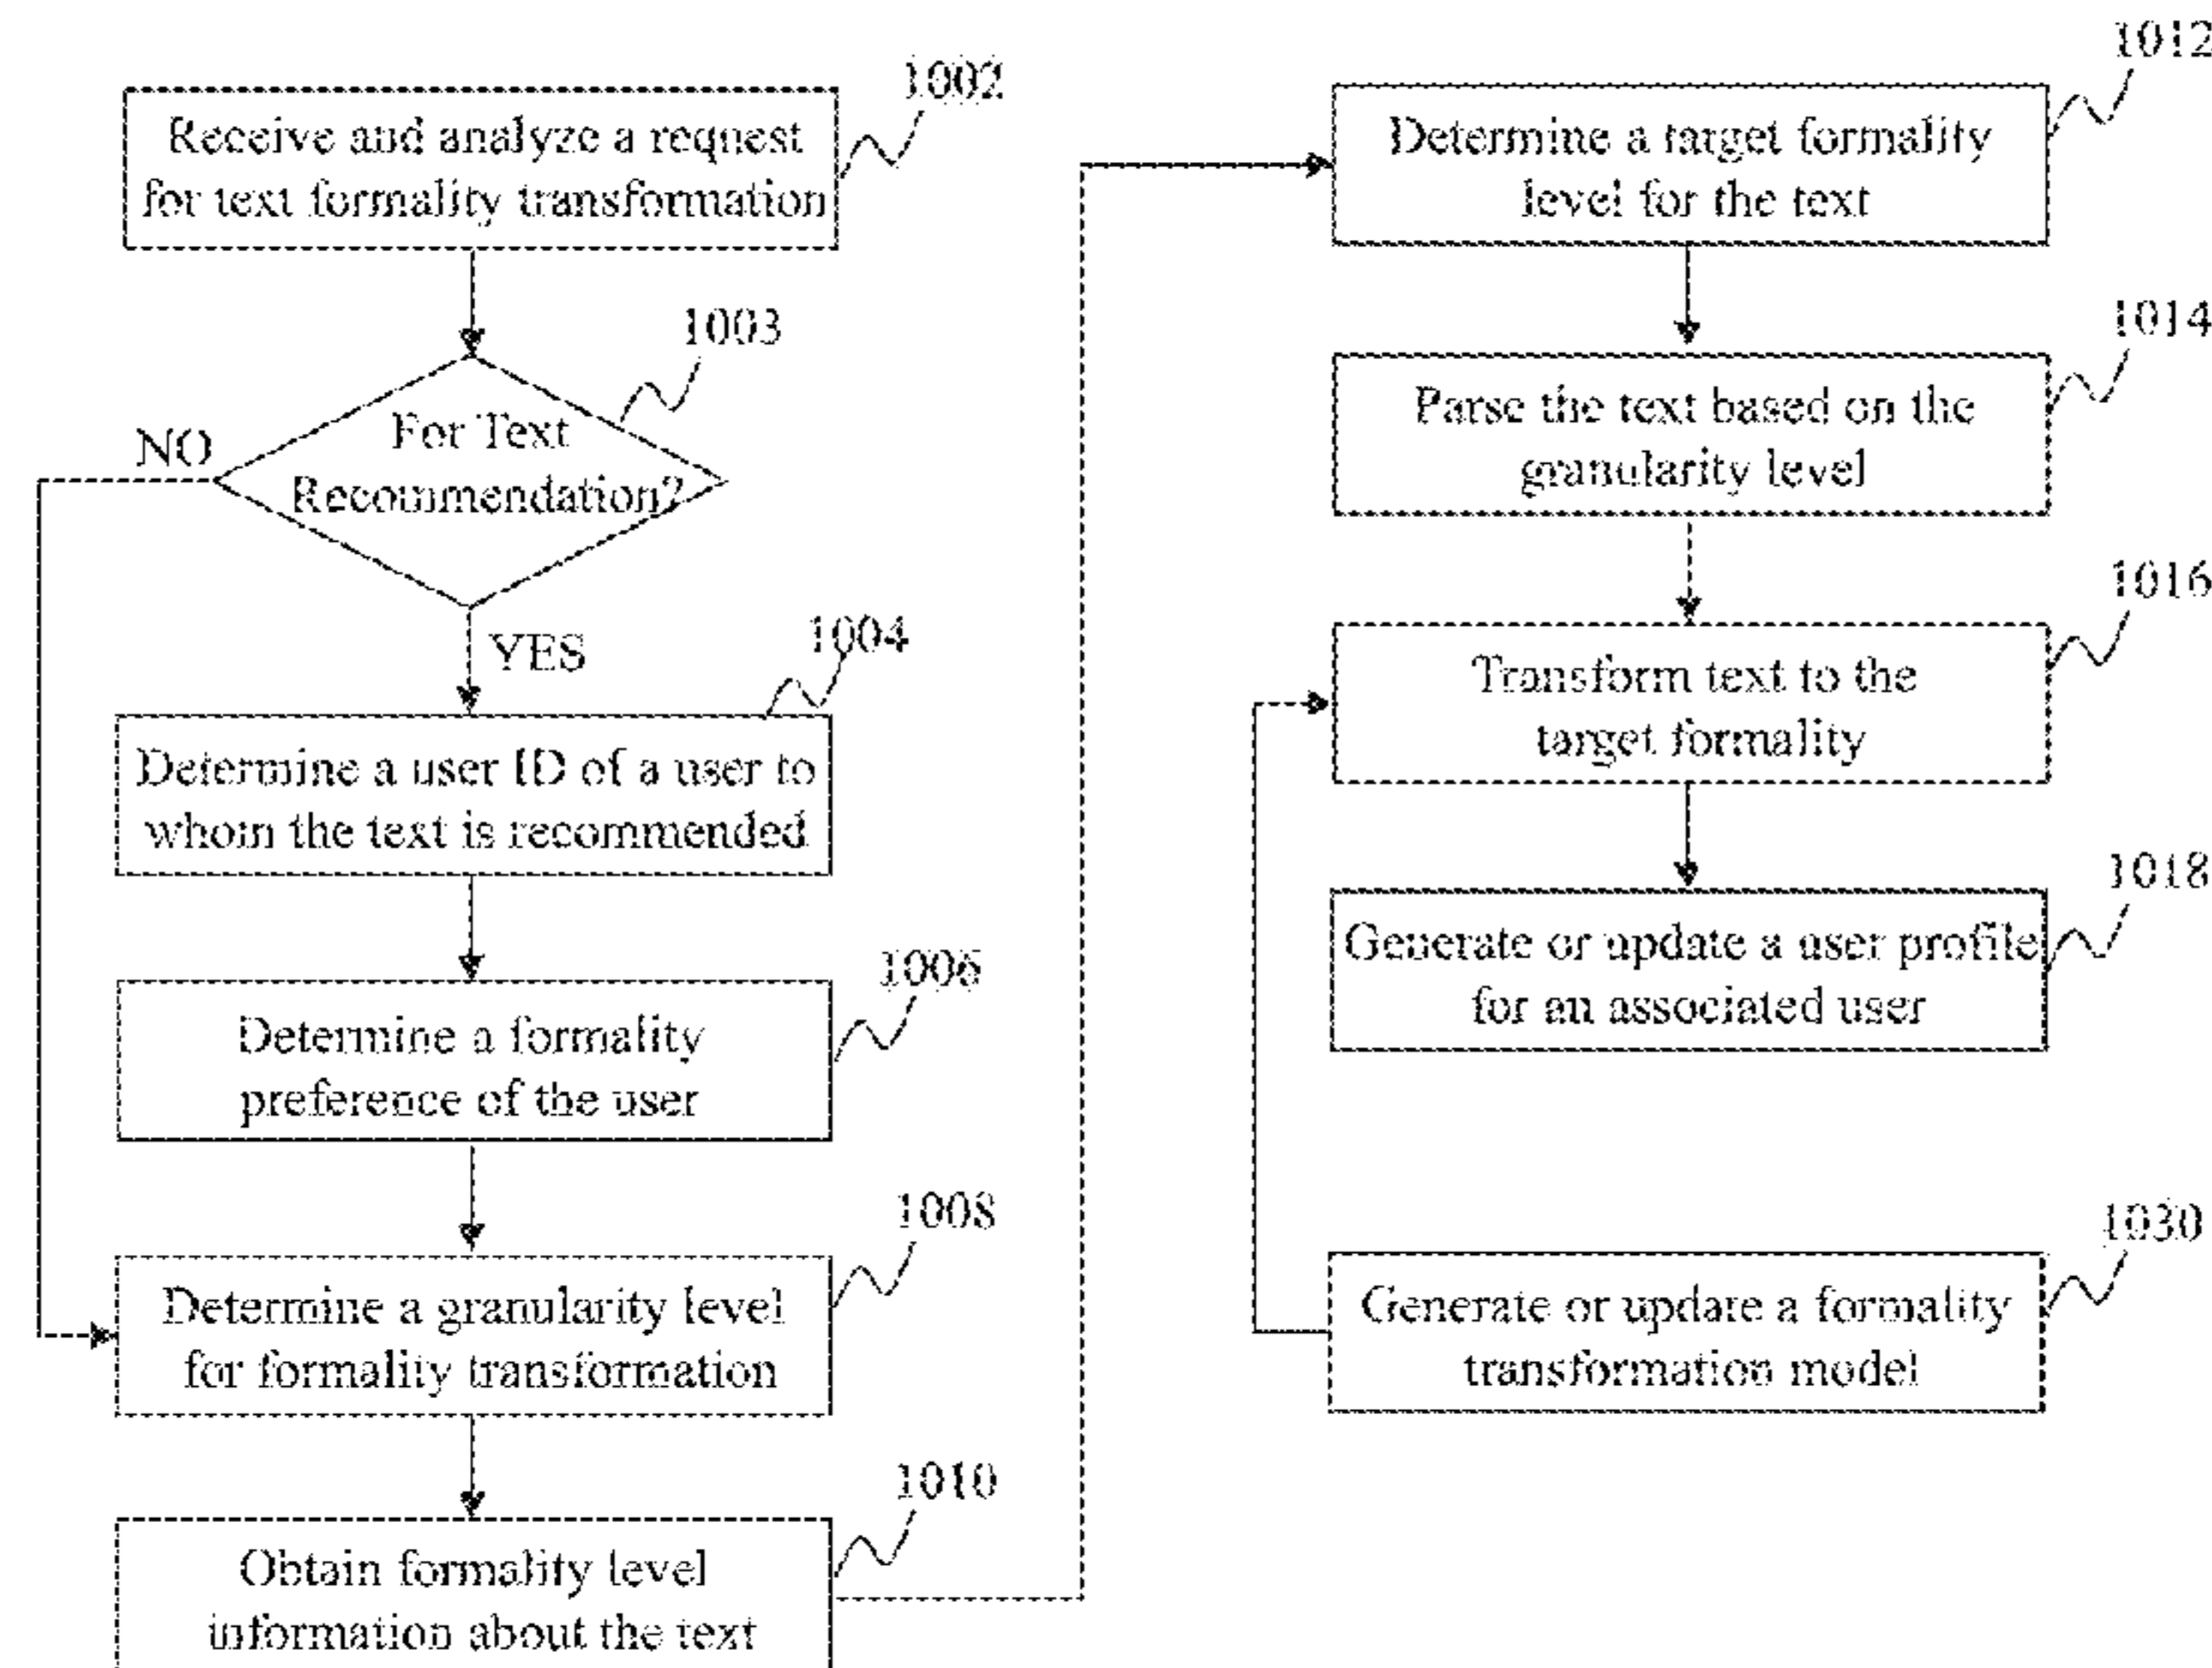 1002
Receive and analyze a request
for text formality transformation
1003
For Text
Recommendation?
NO
YES
1004
Determine a user ID of a user to
whom the text is recommended
1006
Determine a formality
preference of the user
1008
Determine a granularity level
for formality transformation
1010
Obtain formality level
information about the text
1012
Determine a target formality
level for the text
1014
Parse the text based on the
granularity level
1016
Transform text to the
target formality
1018
Generate or update a user profile
for an associated user
1030
Generate or update a formality
transformation model